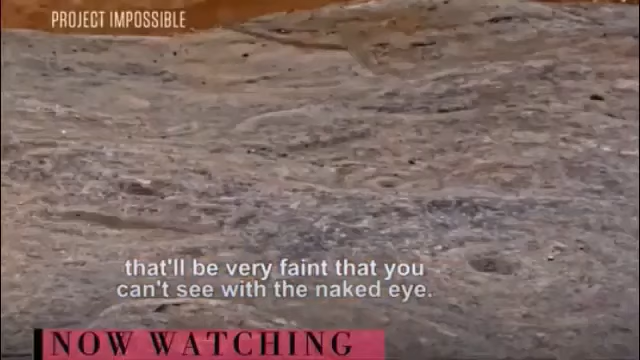 PROJECT IMPOSSIBLE
that'll be very faint that you
can't see with the naked eye.
NOW WATCHING